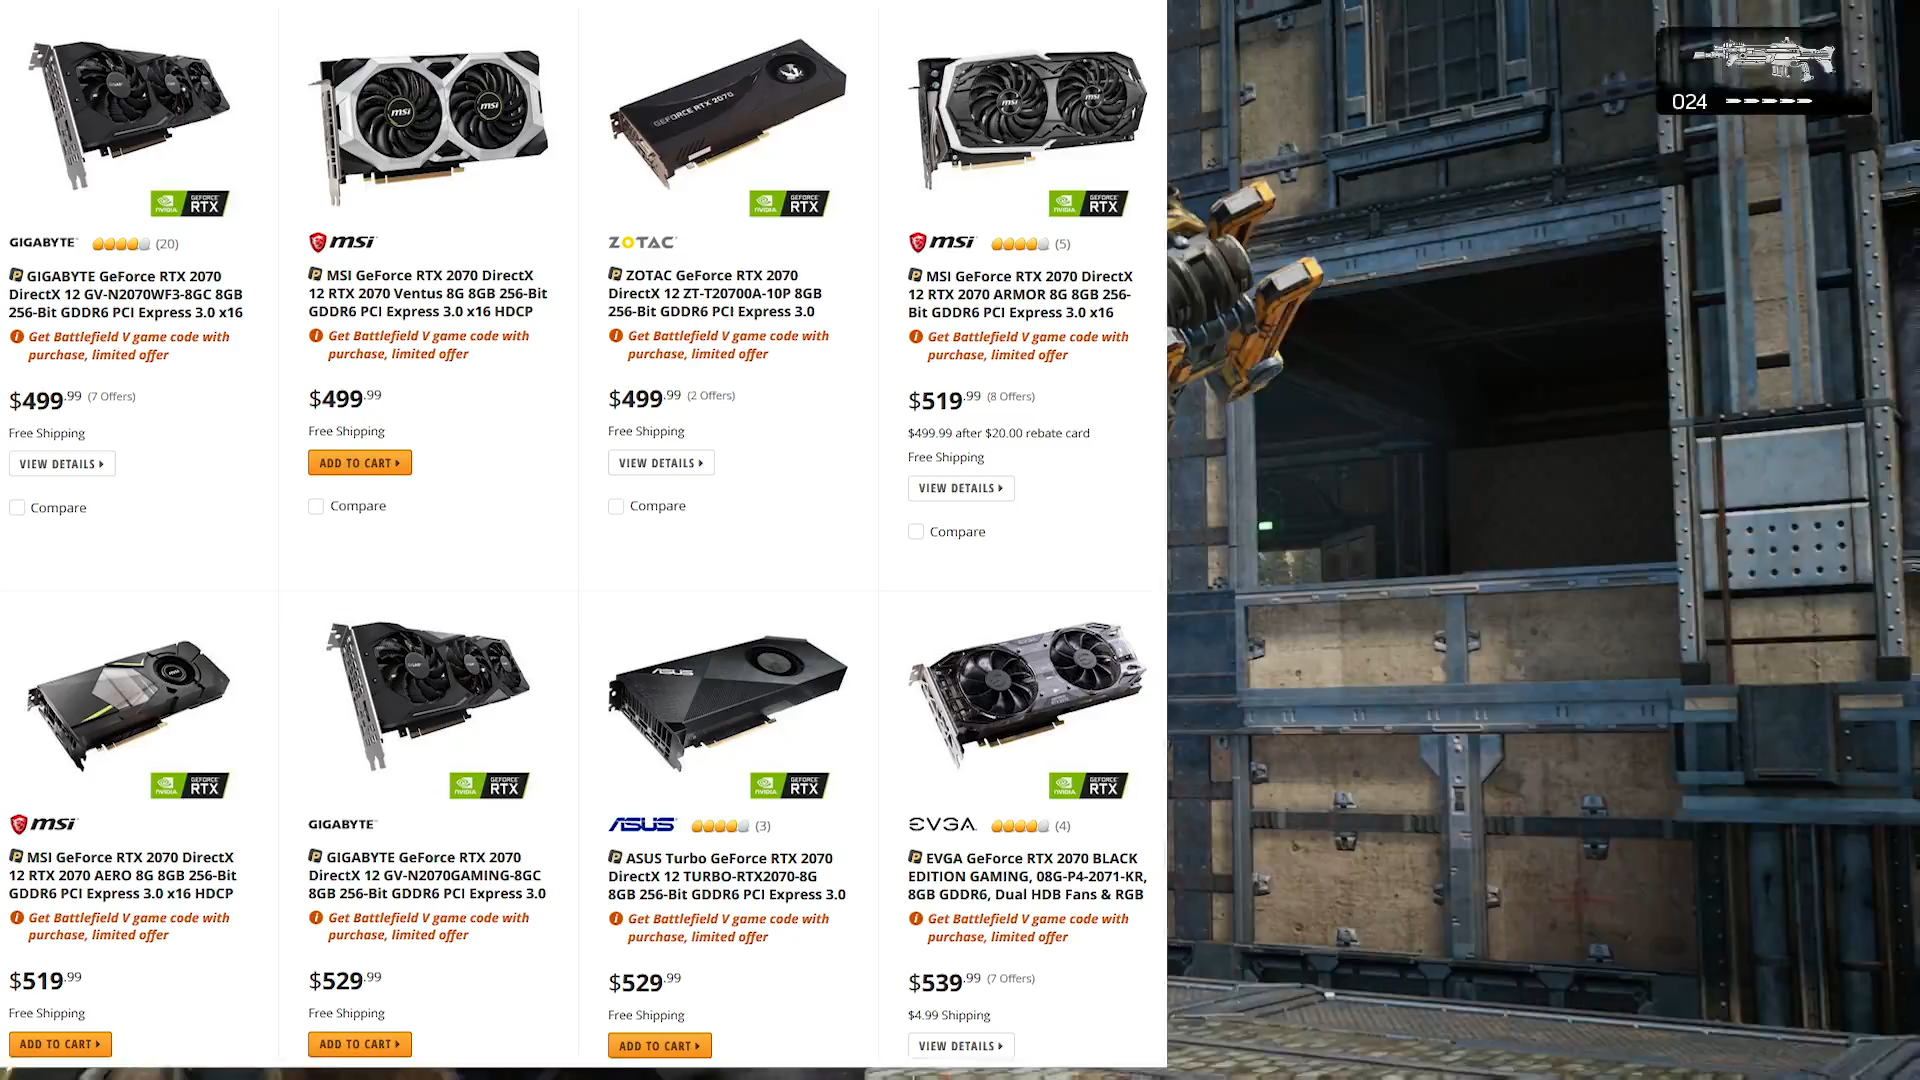 GEFORCE RTX 2070
msi
msi
msi
msi
NVIDIA GEFORCE RTX
NVIDIA GEFORCE RTX
NVIDIA GEFORCE RTX
024
GIGABYTE (20)
GIGABYTE GeForce RTX 2070
DirectX 12 GV-N2070WF3-8GC 8GB
256-Bit GDDR6 PCI Express 3.0 x16
Get Battlefield V game code with
purchase, limited offer
$499.99 (7 Offers)
Free Shipping
VIEW DETAILS
Compare
msi
MSI GeForce RTX 2070 DirectX
12 RTX 2070 Ventus 8G 8GB 256-Bit
GDDR6 PCI Express 3.0 x16 HDCP
Get Battlefield V game code with
purchase, limited offer
$499.99
Free Shipping
ADD TO CART
Compare
ZOTAC
ZOTAC GeForce RTX 2070
DirectX 12 ZT-T20700A-10P 8GB
256-Bit GDDR6 PCI Express 3.0
Get Battlefield V game code with
purchase, limited offer
$499.99 (2 Offers)
Free Shipping
VIEW DETAILS
Compare
msi (5)
MSI GeForce RTX 2070 DirectX
12 RTX 2070 ARMOR 8G 8GB 256-
Bit GDDR6 PCI Express 3.0 x16
Get Battlefield V game code with
purchase, limited offer
$519.99 (8 Offers)
$499.99 after $20.00 rebate card
Free Shipping
VIEW DETAILS
Compare
ASUS
NVIDIA GEFORCE RTX
NVIDIA GEFORCE RTX
NVIDIA GEFORCE RTX
NVIDIA GEFORCE RTX
msi
MSI GeForce RTX 2070 DirectX
12 RTX 2070 AERO 8G 8GB 256-Bit
GDDR6 PCI Express 3.0 x16 HDCP
Get Battlefield V game code with
purchase, limited offer
$519.99
Free Shipping
ADD TO CART
GIGABYTE
GIGABYTE GeForce RTX 2070
DirectX 12 GV-N2070GAMING-8GC
8GB 256-Bit GDDR6 PCI Express 3.0
Get Battlefield V game code with
purchase, limited offer
$529.99
Free Shipping
ADD TO CART
ASUS (3)
ASUS Turbo GeForce RTX 2070
DirectX 12 TURBO-RTX2070-8G
8GB 256-Bit GDDR6 PCI Express 3.0
Get Battlefield V game code with
purchase, limited offer
$529.99
Free Shipping
ADD TO CART
EVGA (4)
EVGA GeForce RTX 2070 BLACK
EDITION GAMING, 08G-P4-2071-KR,
8GB GDDR6, Dual HDB Fans & RGB
Get Battlefield V game code with
purchase, limited offer
$539.99 (7 Offers)
$4.99 Shipping
VIEW DETAILS